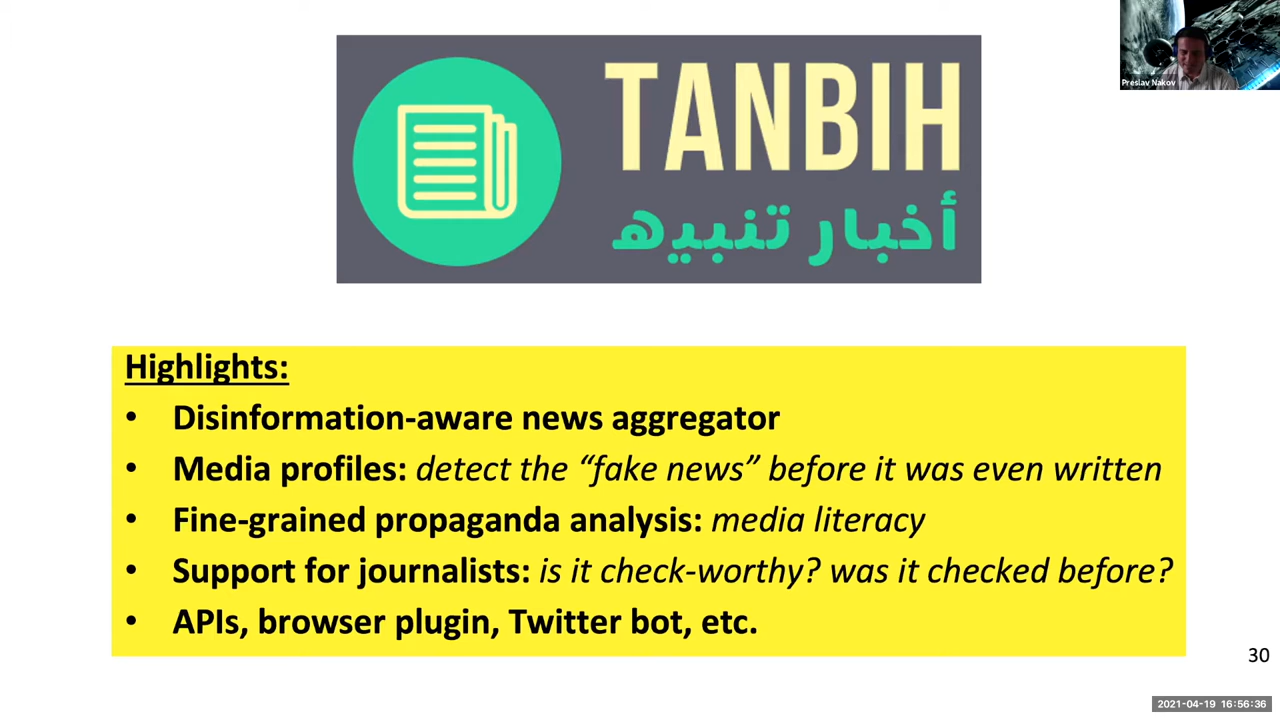 Preslav Nakov
TANBIH
أخبار تنبيه
Highlights:
• Disinformation-aware news aggregator
• Media profiles: detect the “fake news” before it was even written
• Fine-grained propaganda analysis: media literacy
• Support for journalists: is it check-worthy? was it checked before?
• APIs, browser plugin, Twitter bot, etc.
30
2021-04-19 16:56:36